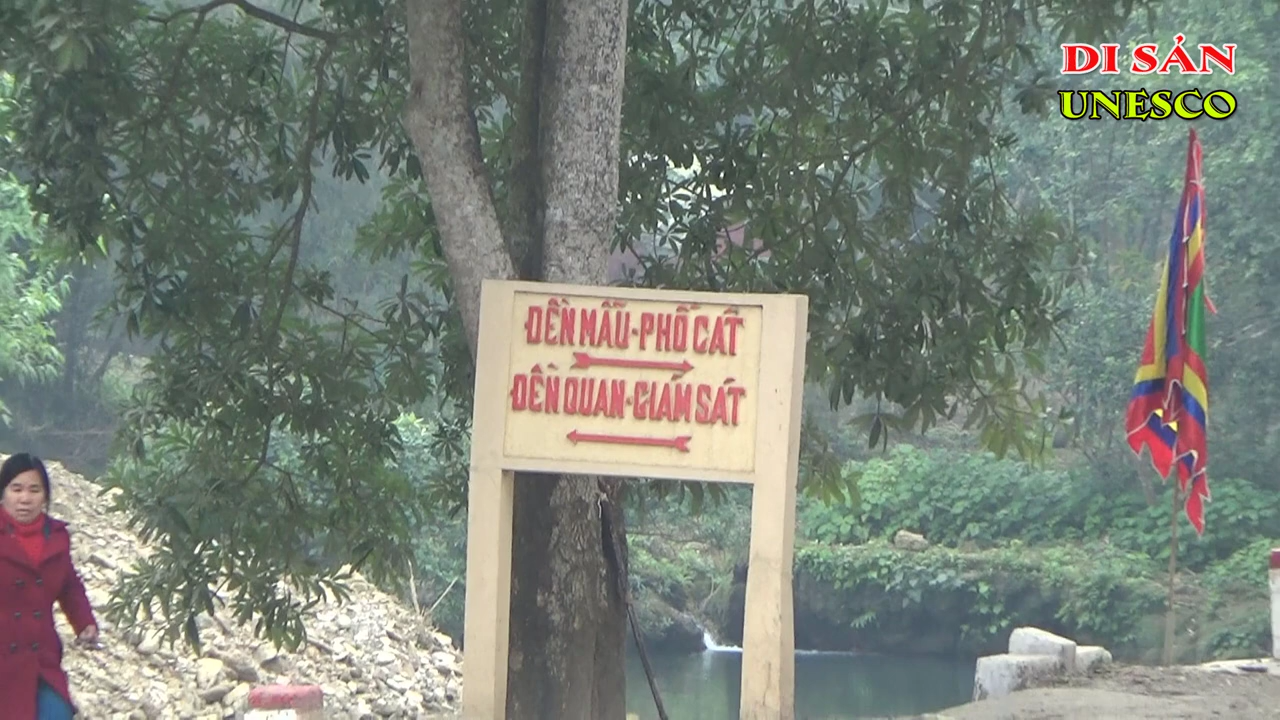 DI SẢN
UNESCO
ĐỀN MẪU-PHỐ CÁT
ĐỀN QUAN-GIÁM SÁT